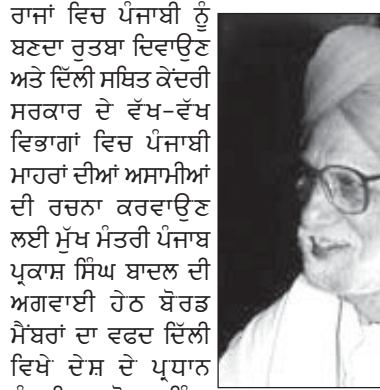 ਰਾਜਾਂ ਵਿਚ ਪੰਜਾਬੀ ਨੂੰ
ਬਣਦਾ ਰੁਤਬਾ ਦਿਵਾਉਣ
ਅਤੇ ਦਿੱਲੀ ਸਥਿਤ ਕੇਂਦਰੀ
ਸਰਕਾਰ ਦੇ ਵੱਖ-ਵੱਖ
ਵਿਭਾਗਾਂ ਵਿਚ ਪੰਜਾਬੀ
ਮਾਹਰਾਂ ਦੀਆਂ ਅਸਾਮੀਆਂ
ਦੀ ਰਚਨਾ ਕਰਵਾਉਣ
ਲਈ ਮੁੱਖ ਮੰਤਰੀ ਪੰਜਾਬ
ਪ੍ਰਕਾਸ਼ ਸਿੰਘ ਬਾਦਲ ਦੀ
ਅਗਵਾਈ ਹੇਠ ਬੋਰਡ
ਮੈਂਬਰਾਂ ਦਾ ਵਫਦ ਦਿੱਲੀ
ਵਿਖੇ ਦੇਸ਼ ਦੇ ਪ੍ਰਧਾਨ